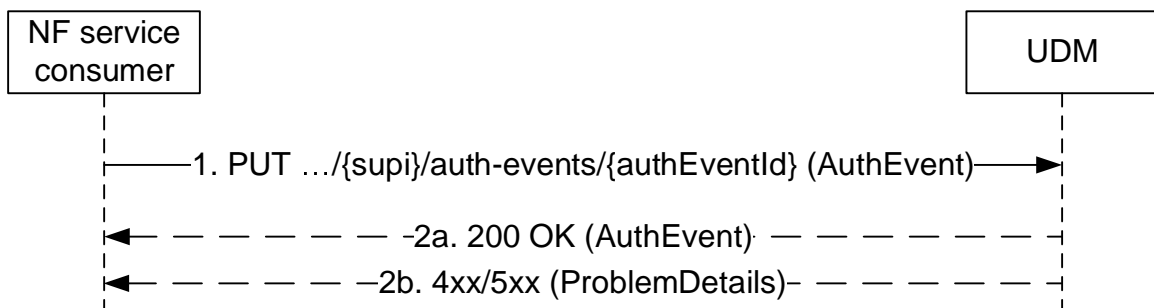 NF service
consumer
UDM
1. PUT …/{supi}/auth-events/{authEventId} (AuthEvent)
2a. 200 OK (AuthEvent)
2b. 4xx/5xx (ProblemDetails)